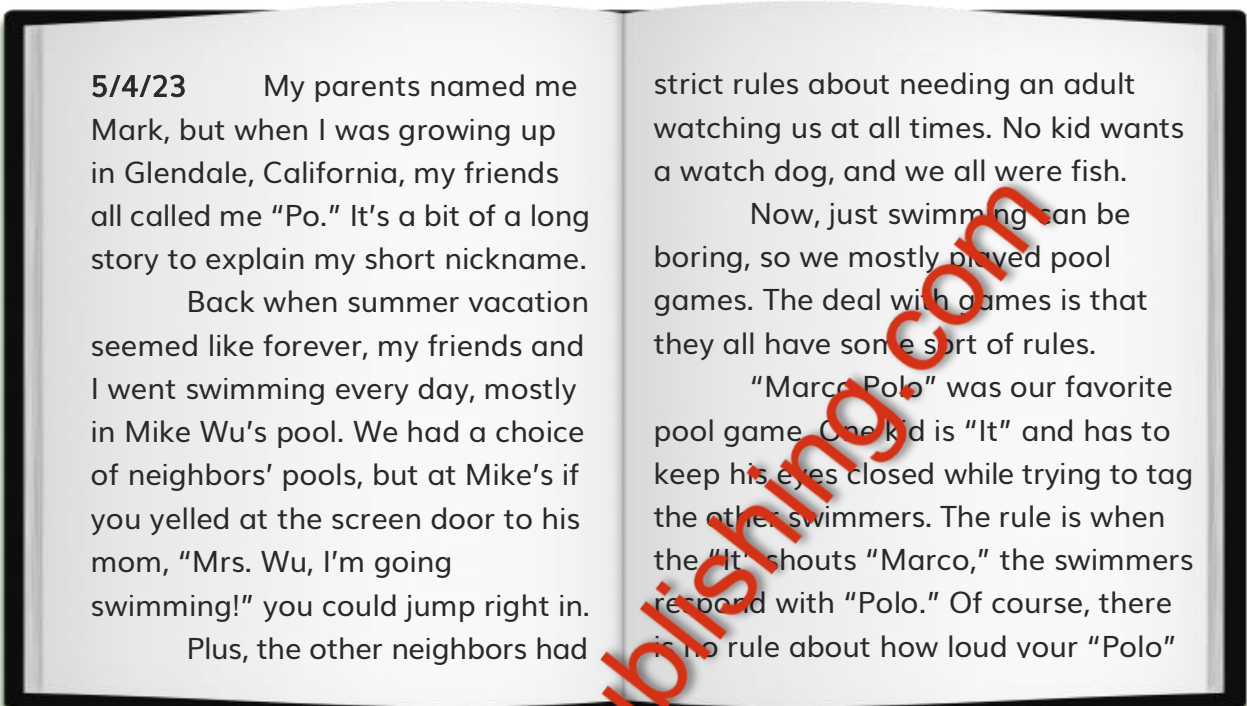 5/4/23 My parents named me
Mark, but when I was growing up
in Glendale, California, my friends
all called me “Po.” It’s a bit of a long
story to explain my short nickname.
Back when summer vacation
seemed like forever, my friends and
I went swimming every day, mostly
in Mike Wu’s pool. We had a choice
of neighbors’ pools, but at Mike’s if
you yelled at the screen door to his
mom, “Mrs. Wu, I’m going
swimming!” you could jump right in.
Plus, the other neighbors had
strict rules about needing an adult
watching us at all times. No kid wants
a watch dog, and we all were fish.
Now, just swimming can be
boring, so we mostly played pool
games. The deal with games is that
they all have some sort of rules.
“Marco Polo” was our favorite
pool game. One kid is “It” and has to
keep his eyes closed while trying to tag
the other swimmers. The rule is when
the “It” shouts “Marco,” the swimmers
respond with “Polo.” Of course, there
is no rule about how loud your “Polo”
ublishing.com